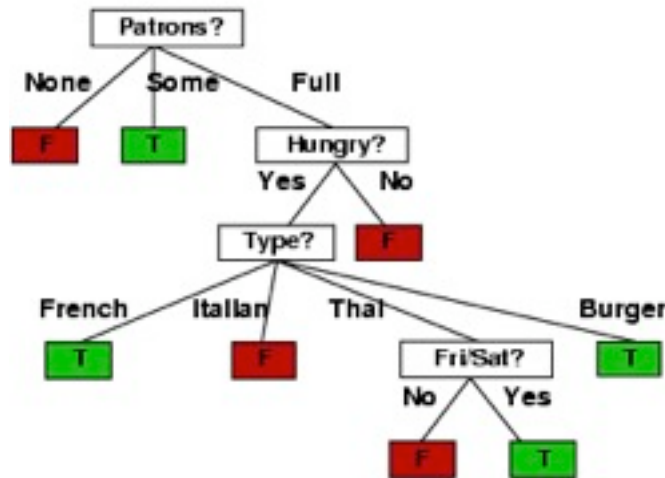 Patrons?
None Some Full
F T Hungry?
Yes No
Type? F
French Italian Thai Burger
T F Fri/Sat? T
No Yes
F T